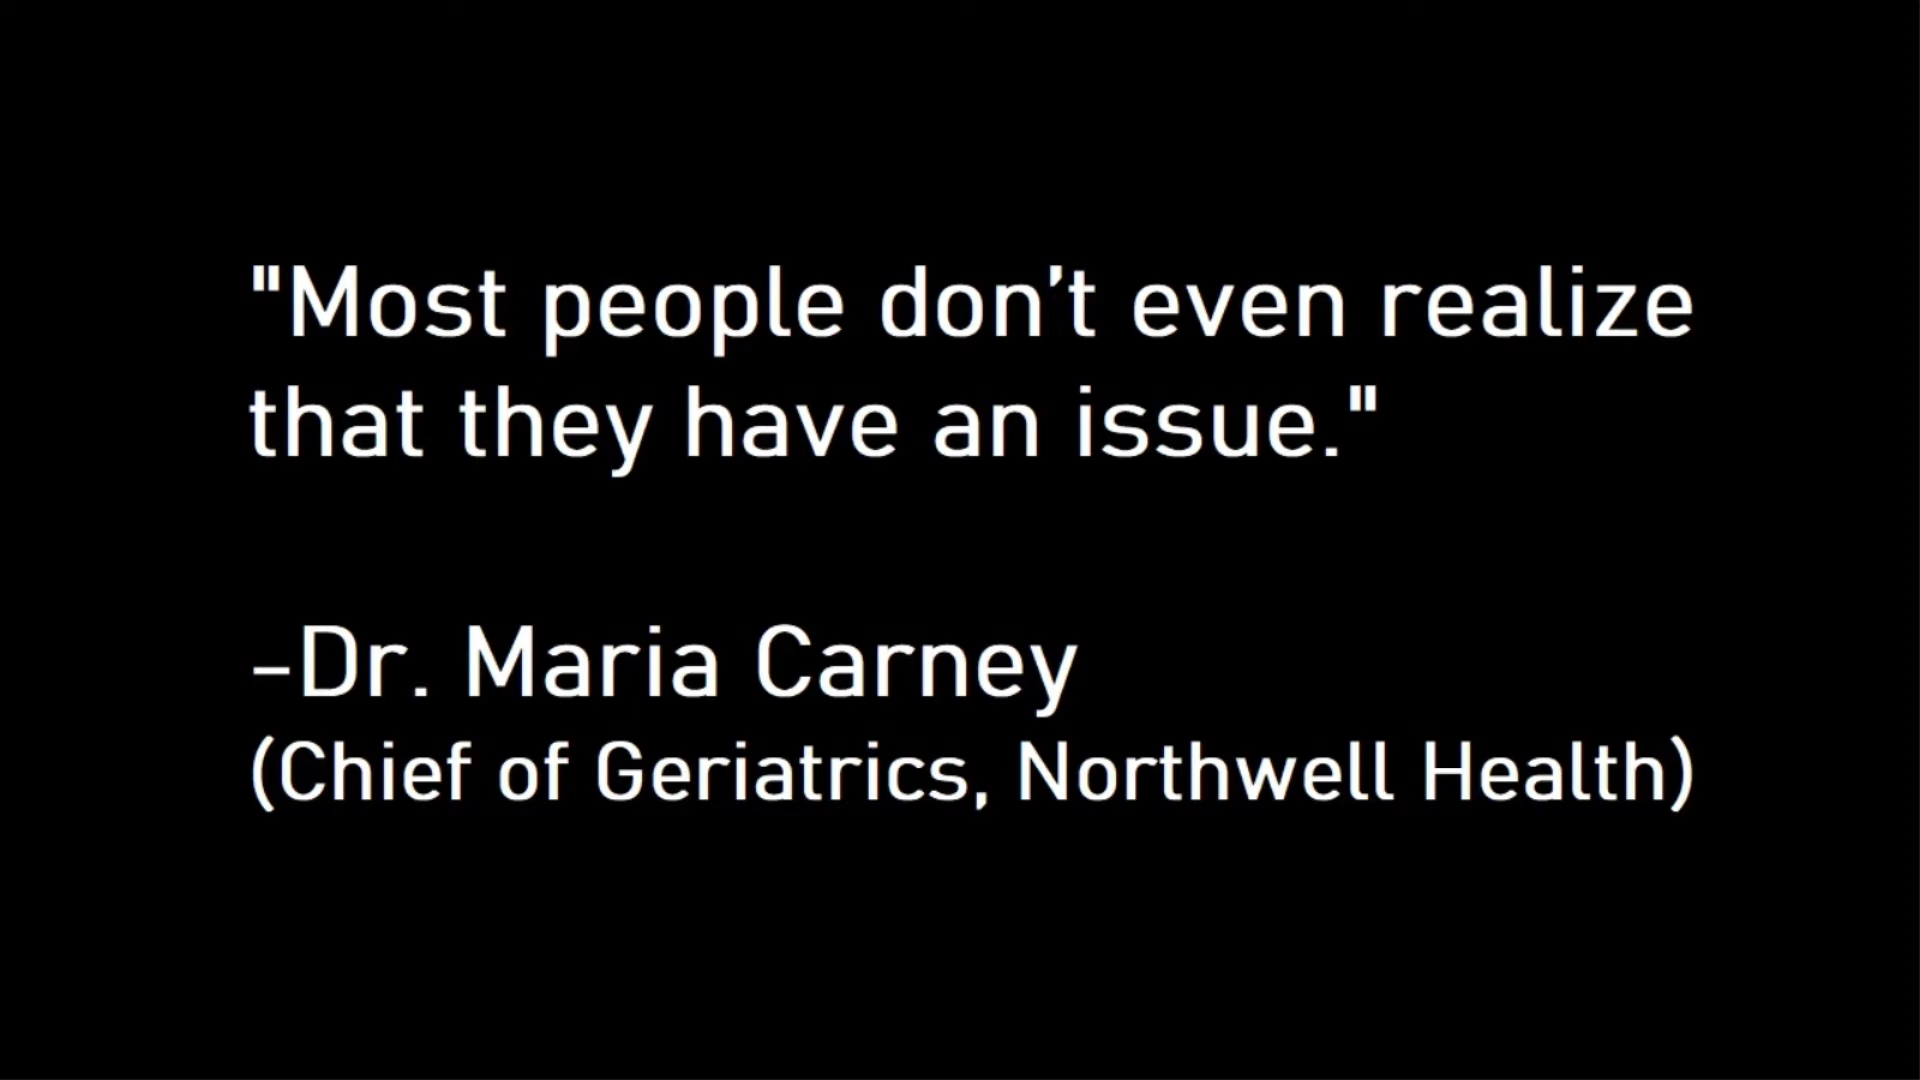 "Most people don’t even realize
that they have an issue."
–Dr. Maria Carney
(Chief of Geriatrics, Northwell Health)